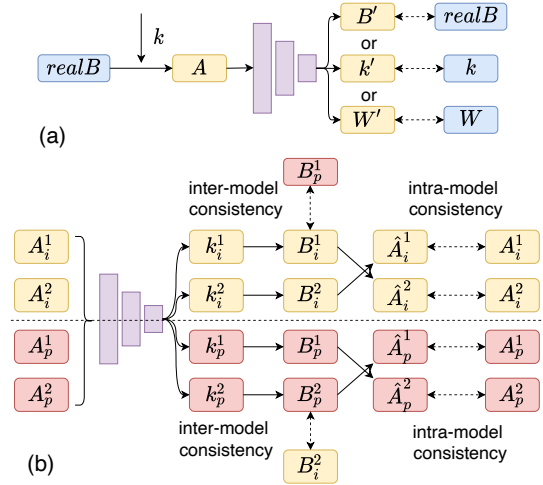 B′ realB
k
or
realB A k′ k
or
(a) W′ W
B_p^1
inter-model consistency
intra-model consistency
A_i^1 k_i^1 B_i^1 Â_i^1 A_i^1
A_i^2 k_i^2 B_i^2 Â_i^2 A_i^2
A_p^1 k_p^1 B_p^1 Â_p^1 A_p^1
A_p^2 k_p^2 B_p^2 Â_p^2 A_p^2
inter-model consistency
intra-model consistency
(b) B_i^2